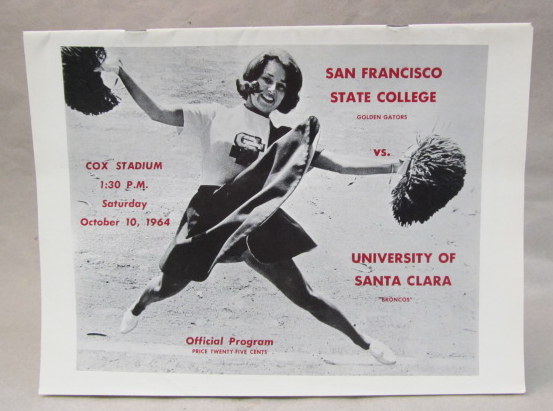 SAN FRANCISCO
STATE COLLEGE
GOLDEN GATORS
vs.
COX STADIUM
1:30 P.M.
Saturday
October 10, 1964
UNIVERSITY OF
SANTA CLARA
"BRONCOS"
Official Program
PRICE TWENTY-FIVE CENTS